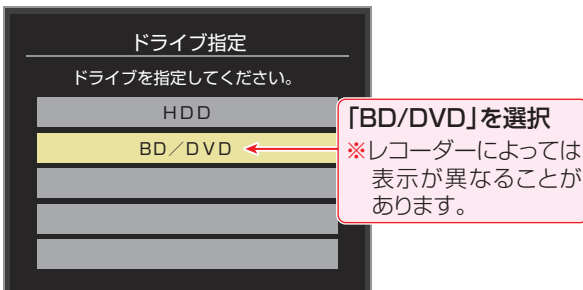 ドライブ指定
ドライブを指定してください。
HDD
BD／DVD
「BD/DVD」を選択
※レコーダーによっては
表示が異なることが
あります。